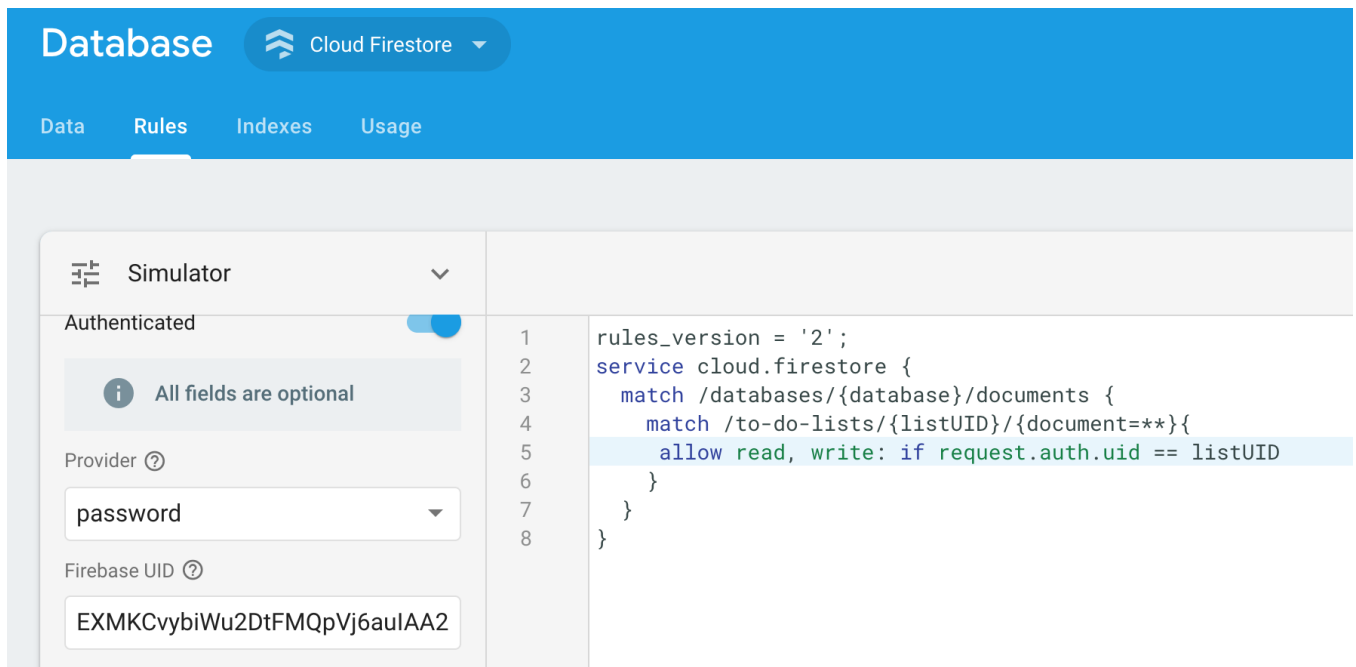 Database Cloud Firestore
Data Rules Indexes Usage
Simulator
Authenticated
All fields are optional
Provider ?
password
Firebase UID ?
EXMKCvybiWu2DtFMQpVj6auIAA2
1 rules_version = '2';
2 service cloud.firestore {
3   match /databases/{database}/documents {
4     match /to-do-lists/{listUID}/{document=**}{
5      allow read, write: if request.auth.uid == listUID
6     }
7   }
8 }